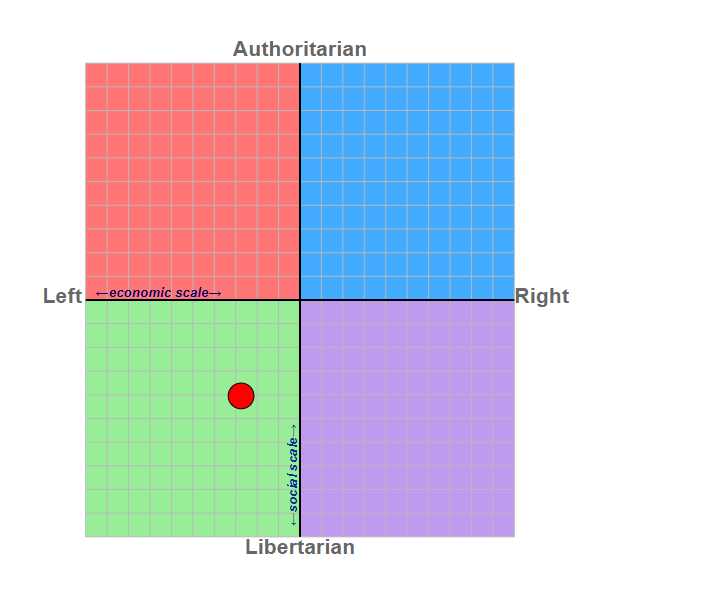 Authoritarian
←economic scale→
Left
Right
←social scale→
Libertarian